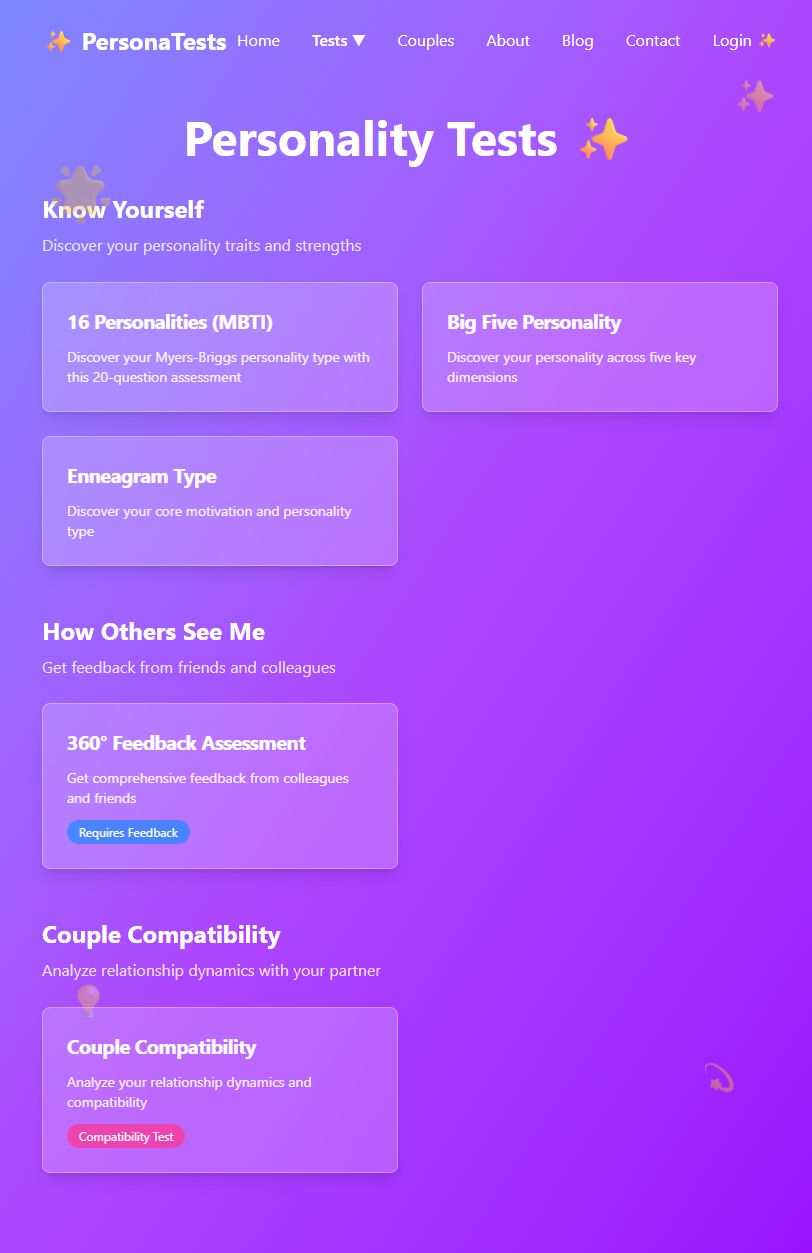 PersonaTests Home Tests ▼ Couples About Blog Contact Login
Personality Tests
Know Yourself
Discover your personality traits and strengths
16 Personalities (MBTI)
Discover your Myers-Briggs personality type with
this 20-question assessment
Big Five Personality
Discover your personality across five key
dimensions
Enneagram Type
Discover your core motivation and personality
type
How Others See Me
Get feedback from friends and colleagues
360° Feedback Assessment
Get comprehensive feedback from colleagues
and friends
Requires Feedback
Couple Compatibility
Analyze relationship dynamics with your partner
Couple Compatibility
Analyze your relationship dynamics and
compatibility
Compatibility Test